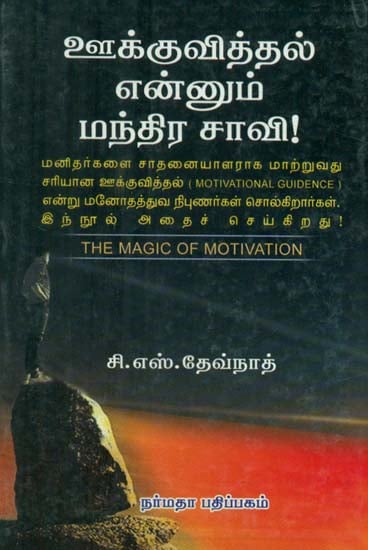 ஊக்குவித்தல்
என்னும்
மந்திர சாவி!
மனிதர்களை சாதனையாளராக மாற்றுவது
சரியான ஊக்குவித்தல் ( MOTIVATIONAL GUIDENCE )
என்று மனோதத்துவ நிபுணர்கள் சொல்கிறார்கள்.
இந்நூல் அதைச் செய்கிறது!
THE MAGIC OF MOTIVATION
சி.எஸ்.தேவ்நாத்
நர்மதா பதிப்பகம்